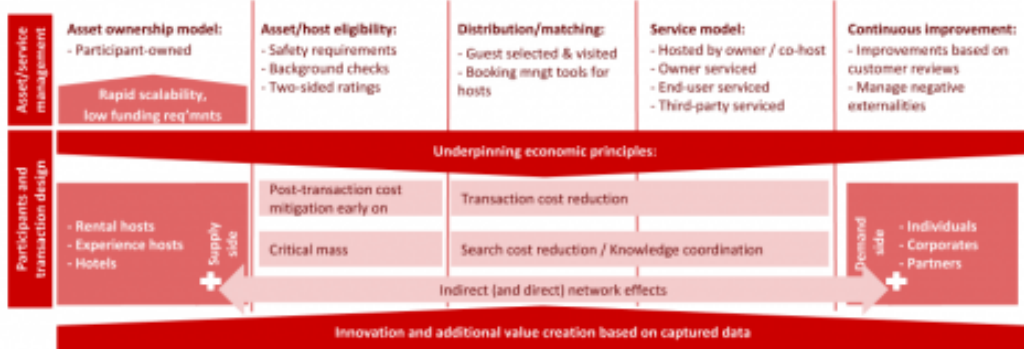 Asset/service
management
Asset ownership model:
- Participant-owned
Rapid scalability,
low funding req'mnts
Asset/host eligibility:
- Safety requirements
- Background checks
- Two-sided ratings
Distribution/matching:
- Guest selected & visited
- Booking mngt tools for
hosts
Service model:
- Hosted by owner / co-host
- Owner serviced
- End-user serviced
- Third-party serviced
Continuous improvement:
- Improvements based on
customer reviews
- Manage negative
externalities
Participants and
transaction design
Underpinning economic principles:
- Rental hosts
- Experience hosts
- Hotels
Supply
side
Post-transaction cost
mitigation early on
Transaction cost reduction
Critical mass
Search cost reduction / Knowledge coordination
Indirect (and direct) network effects
Demand
side
- Individuals
- Corporates
- Partners
Innovation and additional value creation based on captured data